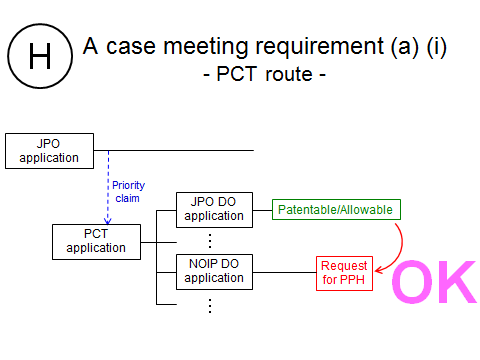 H
A case meeting requirement (a) (i)
- PCT route -
JPO
application
Priority
claim
PCT
application
JPO DO
application
Patentable/Allowable
⋮
NOIP DO
application
Request
for PPH
OK
⋮